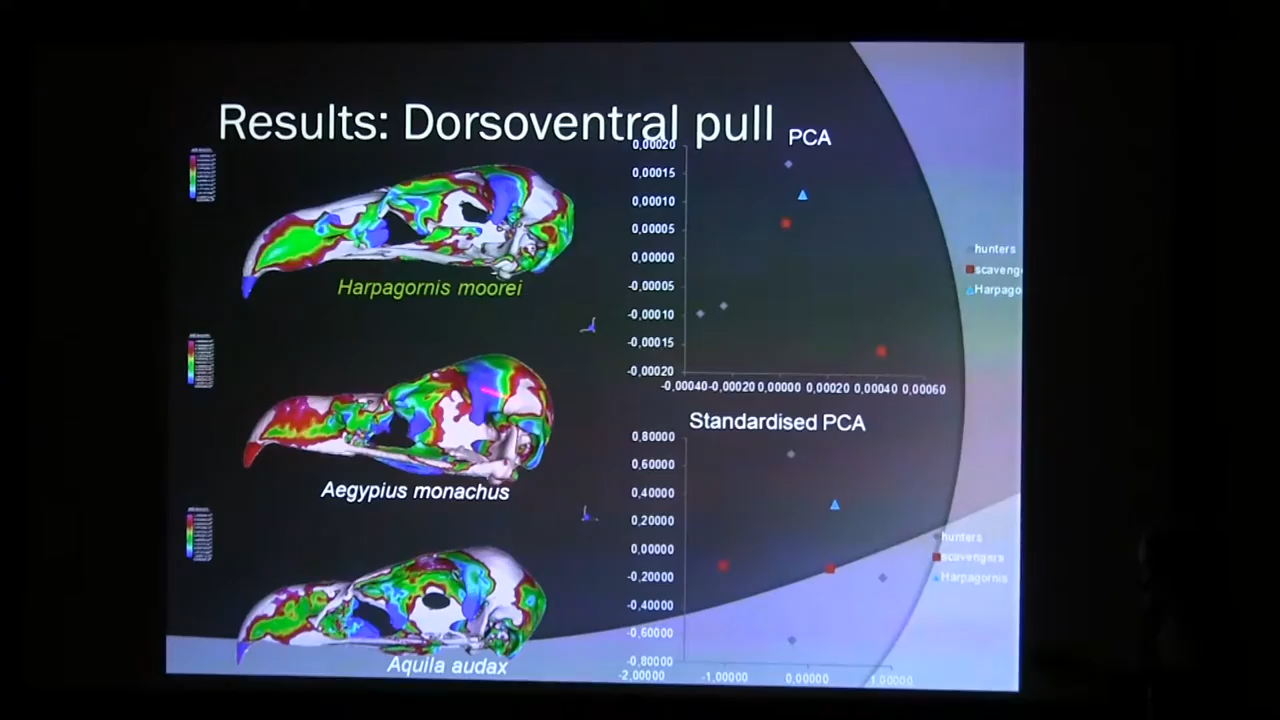 Results: Dorsoventral pull
PCA
0,00020
0,00015
0,00010
0,00005
0,00000
-0,00005
-0,00010
-0,00015
-0,00020
-0,00040 -0,00020 0,00000 0,00020 0,00040 0,00060
hunters
scaveng
Harpago
Harpagornis moorei
Standardised PCA
0,80000
0,60000
0,40000
0,20000
0,00000
-0,20000
-0,40000
-0,60000
-0,80000
-2,00000 -1,00000 0,00000 1,00000
hunters
scavengers
Harpagornis
Aegypius monachus
Aquila audax